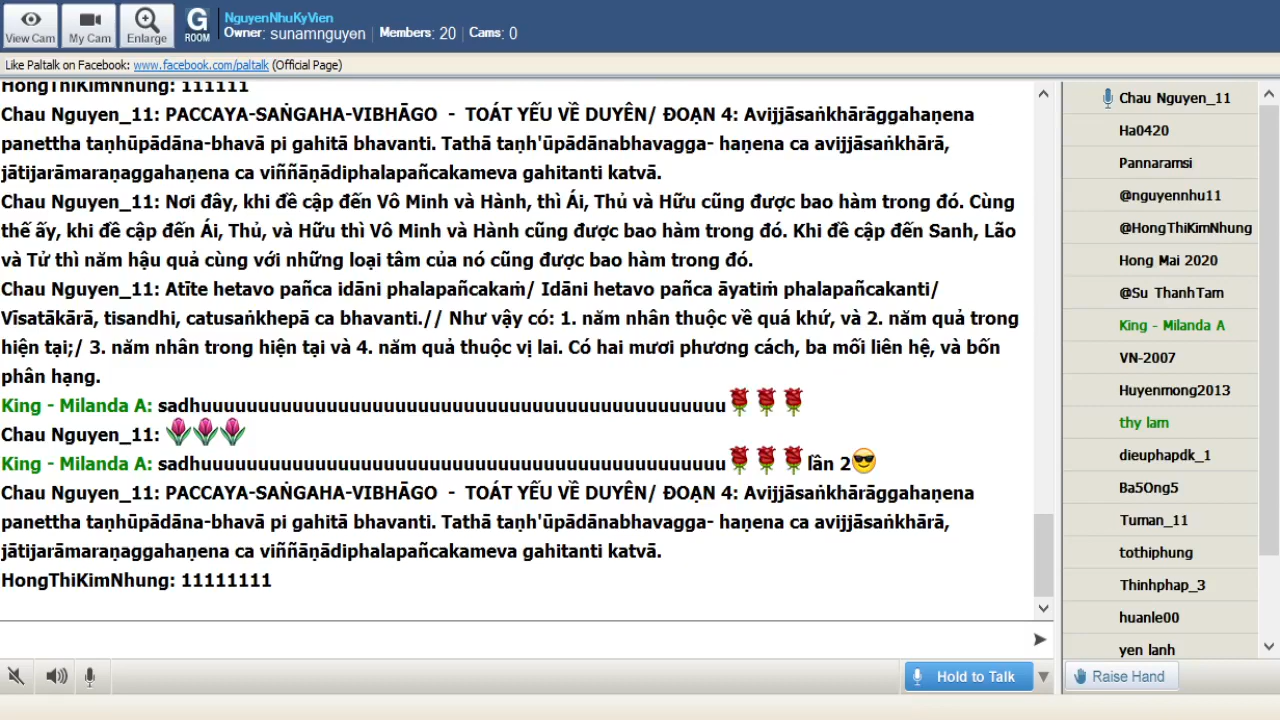 View Cam
My Cam
Enlarge
G
ROOM
NguyenNhuKyVien
Owner: sunamnguyen | Members: 20 | Cams: 0
Like Paltalk on Facebook: www.facebook.com/paltalk (Official Page)
HongThiKimNhung: 111111
Chau Nguyen_11: PACCAYA-SAṄGAHA-VIBHĀGO - TOÁT YẾU VỀ DUYÊN/ ĐOẠN 4: Avijjāsaṅkhārāggahaṇena
panettha taṇhūpādāna-bhavā pi gahitā bhavanti. Tathā taṇh'ūpādānabhavagga- haṇena ca avijjāsaṅkhārā,
jātijarāmaraṇaggahaṇena ca viññāṇādiphalapañcakameva gahitanti katvā.
Chau Nguyen_11: Nơi đây, khi đề cập đến Vô Minh và Hành, thì Ái, Thủ và Hữu cũng được bao hàm trong đó. Cùng
thế ấy, khi đề cập đến Ái, Thủ, và Hữu thì Vô Minh và Hành cũng được bao hàm trong đó. Khi đề cập đến Sanh, Lão
và Tử thì năm hậu quả cùng với những loại tâm của nó cũng được bao hàm trong đó.
Chau Nguyen_11: Atīte hetavo pañca idāni phalapañcakaṁ/ Idāni hetavo pañca āyatiṁ phalapañcakanti/
Vīsatākārā, tisandhi, catusaṅkhepā ca bhavanti.// Như vậy có: 1. năm nhân thuộc về quá khứ, và 2. năm quả trong
hiện tại;/ 3. năm nhân trong hiện tại và 4. năm quả thuộc vị lai. Có hai mươi phương cách, ba mối liên hệ, và bốn
phân hạng.
King - Milanda A: sadhuuuuuuuuuuuuuuuuuuuuuuuuuuuuuuuuuuuuuuuuuuuuuu
Chau Nguyen_11:
King - Milanda A: sadhuuuuuuuuuuuuuuuuuuuuuuuuuuuuuuuuuuuuuuuuuuuuuu lần 2
Chau Nguyen_11: PACCAYA-SAṄGAHA-VIBHĀGO - TOÁT YẾU VỀ DUYÊN/ ĐOẠN 4: Avijjāsaṅkhārāggahaṇena
panettha taṇhūpādāna-bhavā pi gahitā bhavanti. Tathā taṇh'ūpādānabhavagga- haṇena ca avijjāsaṅkhārā,
jātijarāmaraṇaggahaṇena ca viññāṇādiphalapañcakameva gahitanti katvā.
HongThiKimNhung: 11111111
Chau Nguyen_11
Ha0420
Pannaramsi
@nguyennhu11
@HongThiKimNhung
Hong Mai 2020
@Su ThanhTam
King - Milanda A
VN-2007
Huyenmong2013
thy lam
dieuphapdk_1
Ba5Ong5
Tuman_11
tothiphung
Thinhphap_3
huanle00
yen lanh
Hold to Talk
Raise Hand